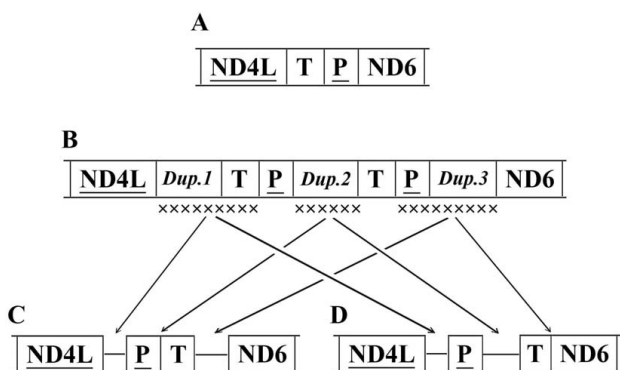 A
ND4L T P ND6
B
ND4L Dup.1 T P Dup.2 T P Dup.3 ND6
××××××××× ×××××× ×××××××××
C D
ND4L P T ND6 ND4L P T ND6